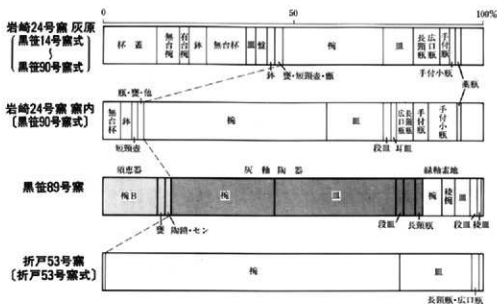 0 50 100%
岩崎24号窯 灰原
(黒笹14号窯式
〜
黒笹90号窯式)
杯蓋 無台椀 有台椀 鉢 無台杯 皿 盤 椀 皿 長頸瓶 広口瓶 手付瓶
鉢 甕・短頸壺・甑 手付小瓶 薬瓶
瓶・甕・他
岩崎24号窯 窯内
〔黒笹90号窯式〕
無台杯 鉢 椀 皿 広口瓶 長頸瓶 手付瓶 手付小瓶
短頸壺 段皿 耳皿
須恵器 灰釉陶器 緑釉素地
黒笹89号窯
椀B 椀 皿 椀 稜椀 皿
甕 陶錘・セン 段皿 長頸瓶 段皿 稜皿
折戸53号窯
〔折戸53号窯式〕
椀 皿
長頸瓶・広口瓶